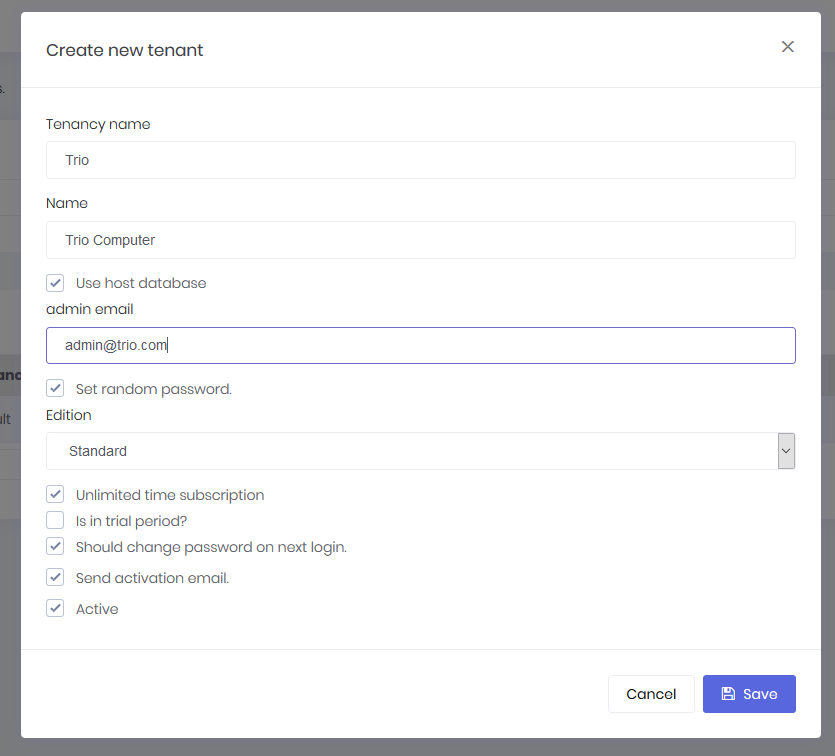 Create new tenant
s.
Tenancy name
Trio
Name
Trio Computer
Use host database
admin email
admin@trio.com
Set random password.
Edition
Standard
Unlimited time subscription
Is in trial period?
Should change password on next login.
Send activation email.
Active
Cancel
Save